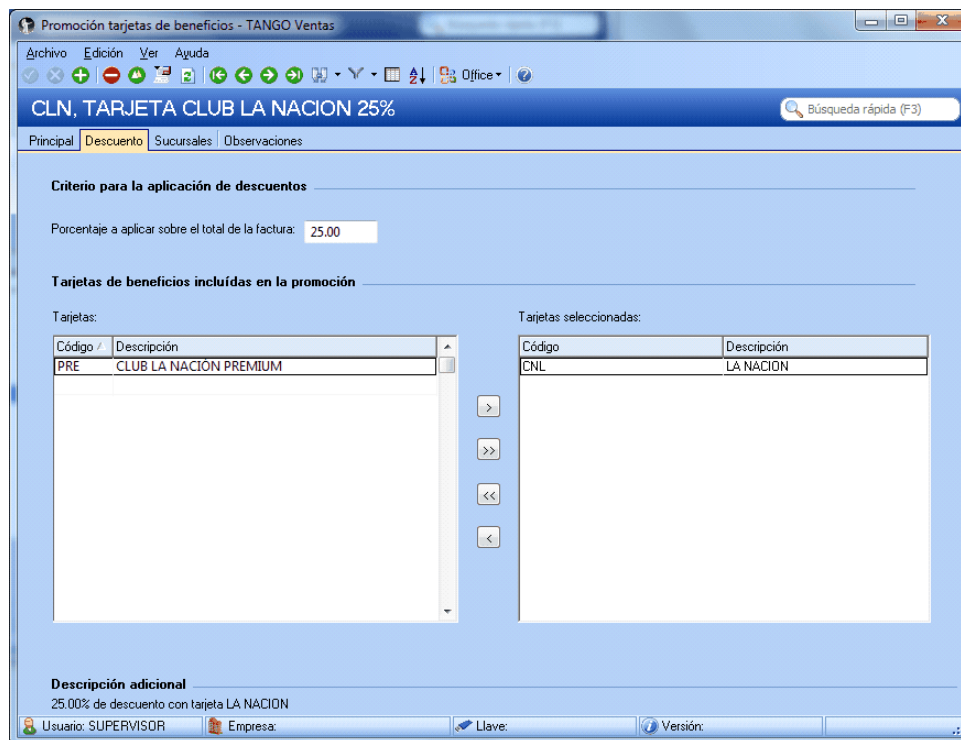 Promoción tarjetas de beneficios - TANGO Ventas
Archivo Edición Ver Ayuda
Office
CLN, TARJETA CLUB LA NACION 25%
Búsqueda rápida (F3)
Principal Descuento Sucursales Observaciones
Criterio para la aplicación de descuentos
Porcentaje a aplicar sobre el total de la factura: 25.00
Tarjetas de beneficios incluídas en la promoción
Tarjetas: Tarjetas seleccionadas:
Código Descripción Código Descripción
PRE CLUB LA NACIÓN PREMIUM CNL LA NACION
>
>>
<<
<
Descripción adicional
25.00% de descuento con tarjeta LA NACION
Usuario: SUPERVISOR Empresa: Llave: Versión: